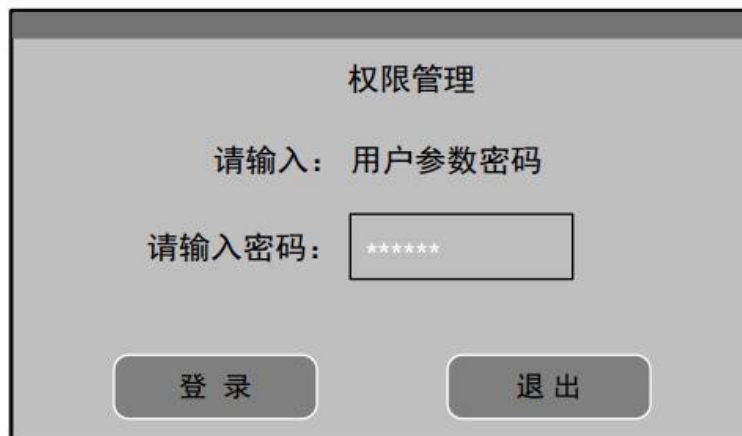 权限管理
请输入： 用户参数密码
请输入密码： ******
登 录 退 出